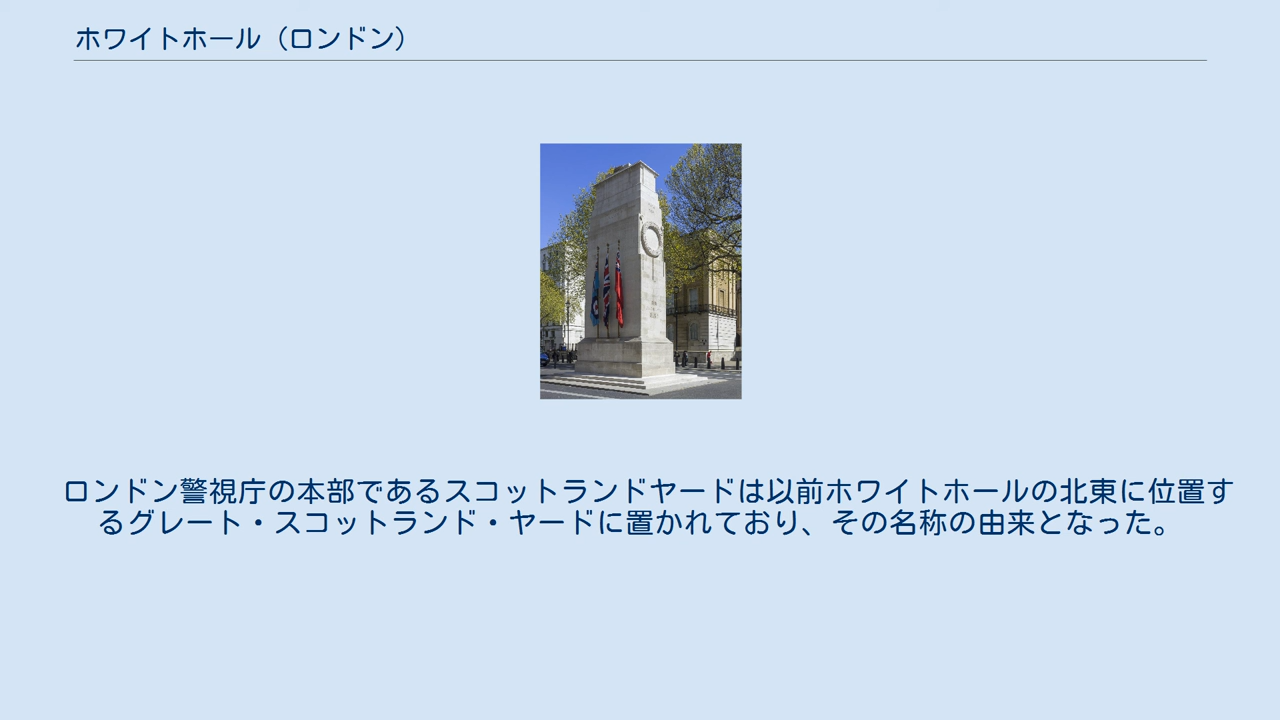 ホワイトホール（ロンドン）
ロンドン警視庁の本部であるスコットランドヤードは以前ホワイトホールの北東に位置す
るグレート・スコットランド・ヤードに置かれており、その名称の由来となった。